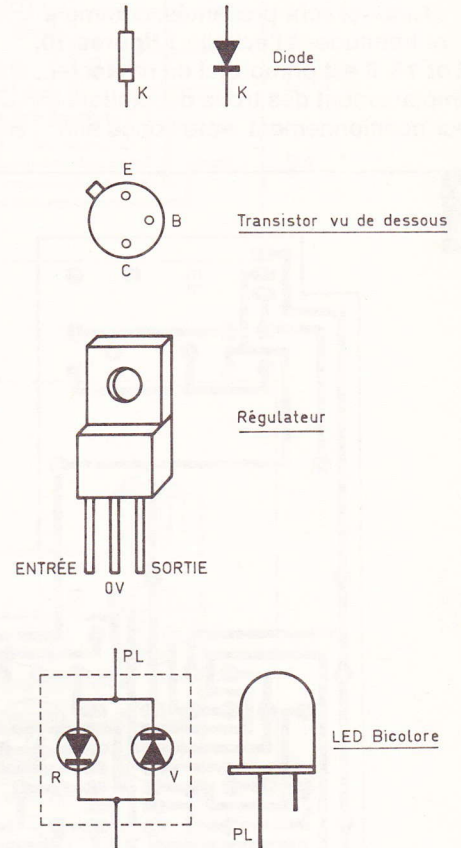 Diode
K
K
E
B
C
Transistor vu de dessous
Régulateur
ENTRÉE
SORTIE
0V
PL
R
V
LED Bicolore
PL